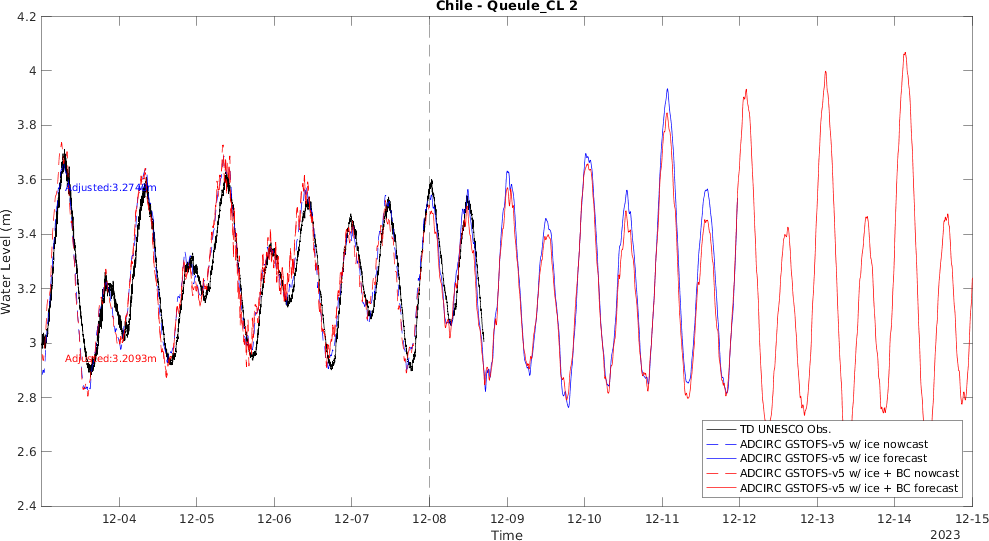 Chile - Queule_CL 2
4.2
4
3.8
3.6
3.4
3.2
3
2.8
2.6
2.4
Water Level (m)
Adjusted:3.274 m
Adjusted:3.2093m
TD UNESCO Obs.
ADCIRC GSTOFS-v5 w/ ice nowcast
ADCIRC GSTOFS-v5 w/ ice forecast
ADCIRC GSTOFS-v5 w/ ice + BC nowcast
ADCIRC GSTOFS-v5 w/ ice + BC forecast
12-04 12-05 12-06 12-07 12-08 12-09 12-10 12-11 12-12 12-13 12-14 12-15
Time
2023